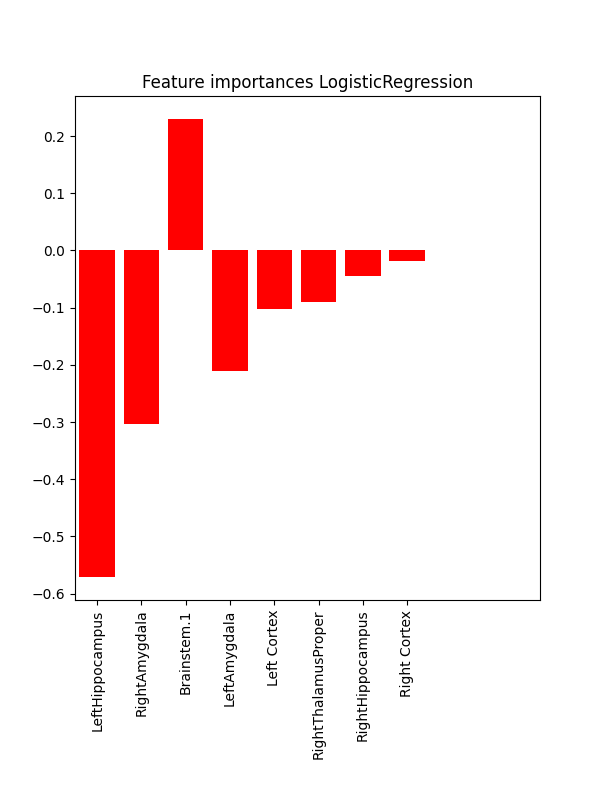 Feature importances LogisticRegression
0.2
0.1
0.0
−0.1
−0.2
−0.3
−0.4
−0.5
−0.6
LeftHippocampus
RightAmygdala
Brainstem.1
LeftAmygdala
Left Cortex
RightThalamusProper
RightHippocampus
Right Cortex